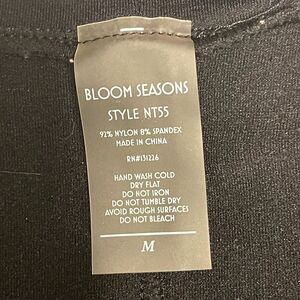 BLOOM SEASONS
STYLE NT55
92% NYLON 8% SPANDEX
MADE IN CHINA
RN#131226
HAND WASH COLD
DRY FLAT
DO NOT IRON
DO NOT TUMBLE DRY
AVOID ROUGH SURFACES
DO NOT BLEACH
M